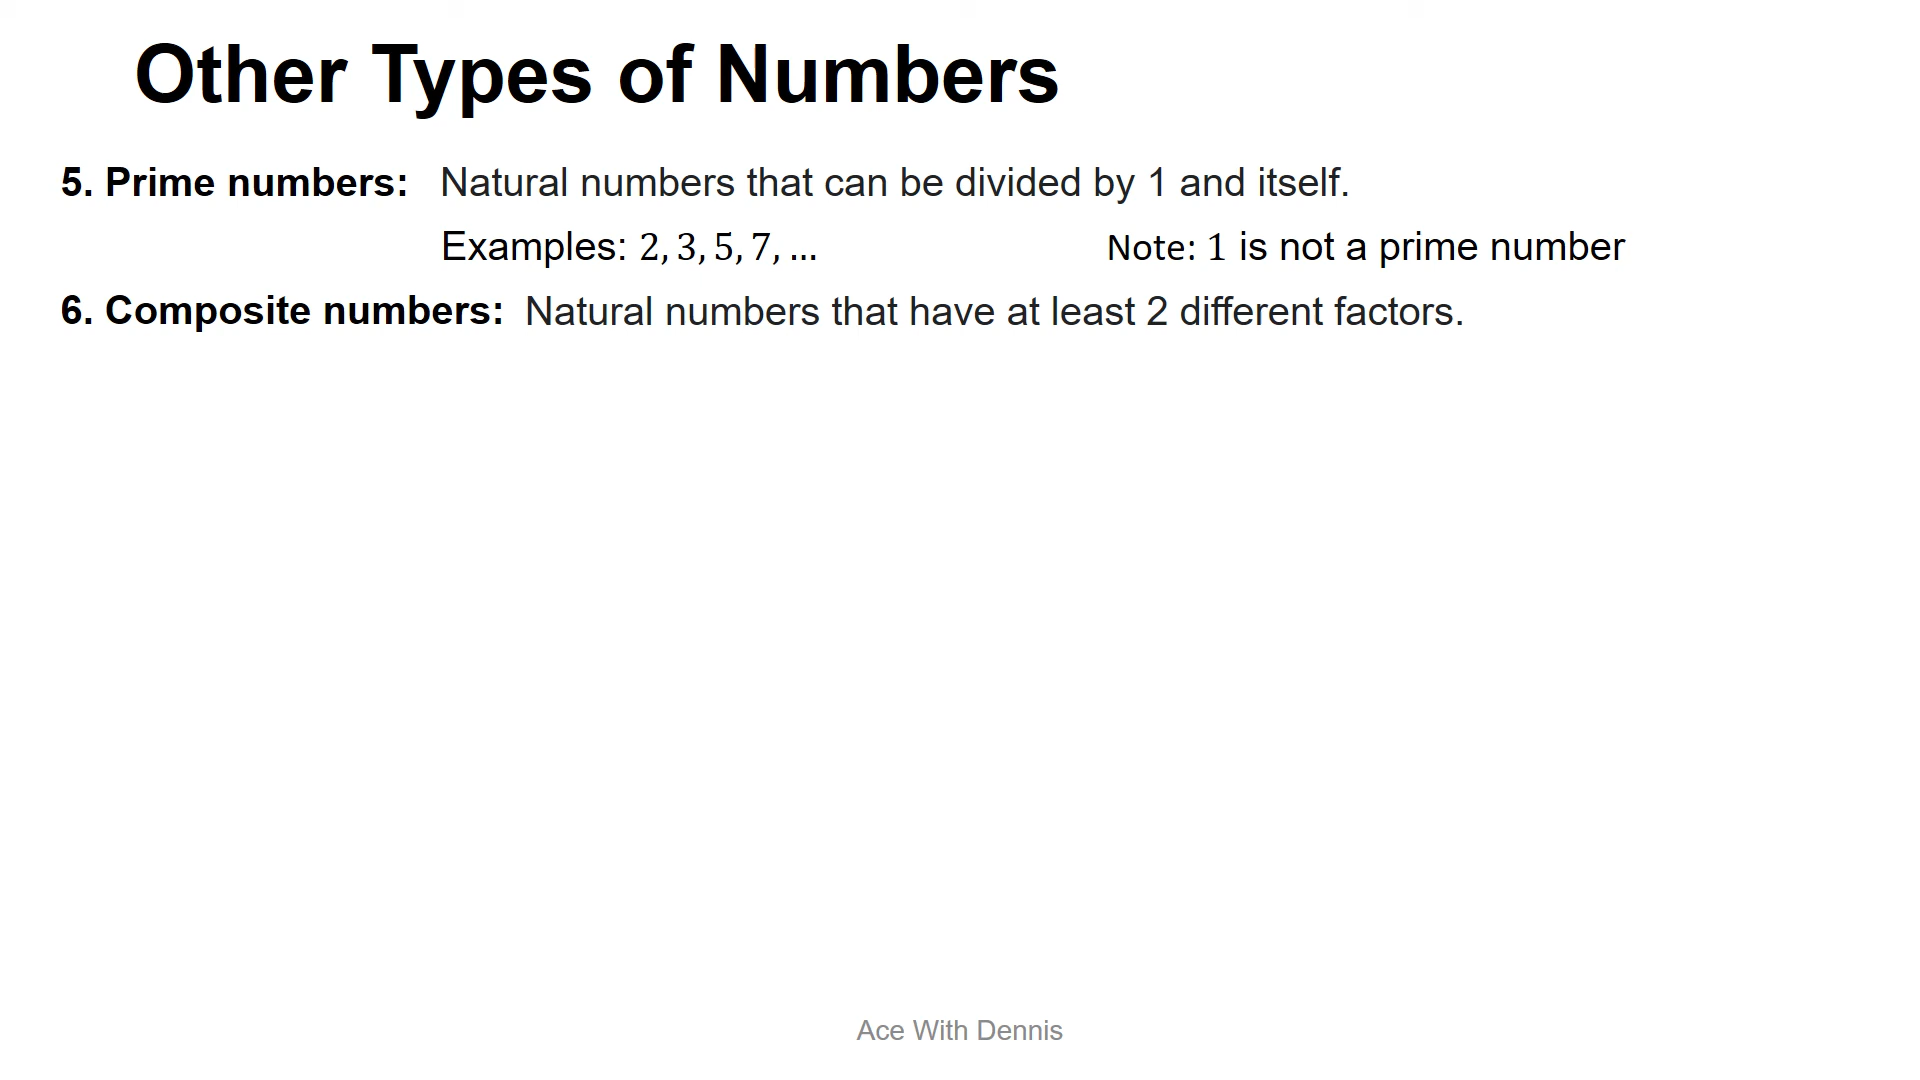 Other Types of Numbers
5. Prime numbers: Natural numbers that can be divided by 1 and itself.
Examples: 2, 3, 5, 7, … Note: 1 is not a prime number
6. Composite numbers: Natural numbers that have at least 2 different factors.
Ace With Dennis